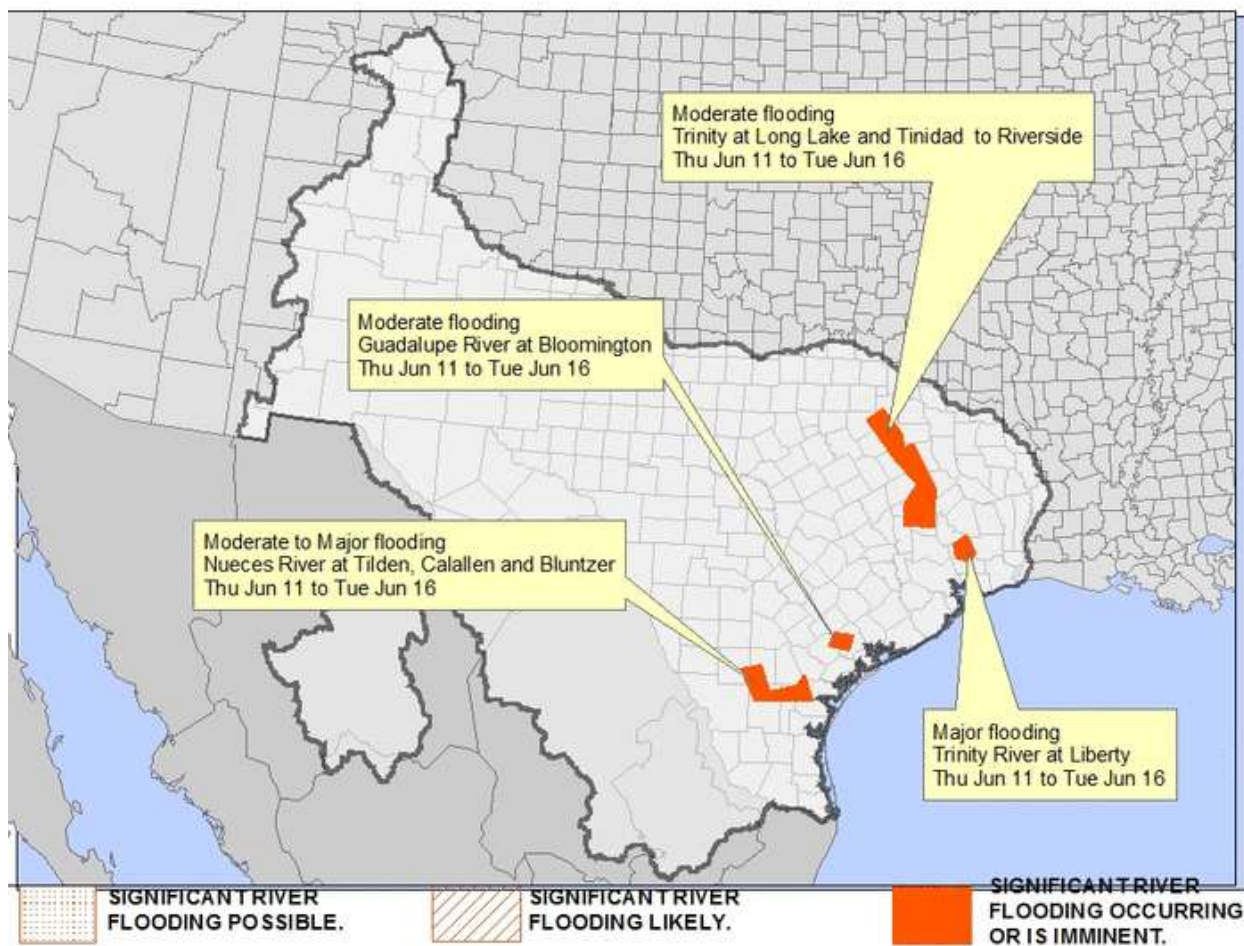 Moderate flooding
Trinity at Long Lake and Tinidad to Riverside
Thu Jun 11 to Tue Jun 16
Moderate flooding
Guadalupe River at Bloomington
Thu Jun 11 to Tue Jun 16
Moderate to Major flooding
Nueces River at Tilden, Calallen and Bluntzer
Thu Jun 11 to Tue Jun 16
Major flooding
Trinity River at Liberty
Thu Jun 11 to Tue Jun 16
SIGNIFICANT RIVER
FLOODING POSSIBLE.
SIGNIFICANT RIVER
FLOODING LIKELY.
SIGNIFICANT RIVER
FLOODING OCCURRING
OR IS IMMINENT.